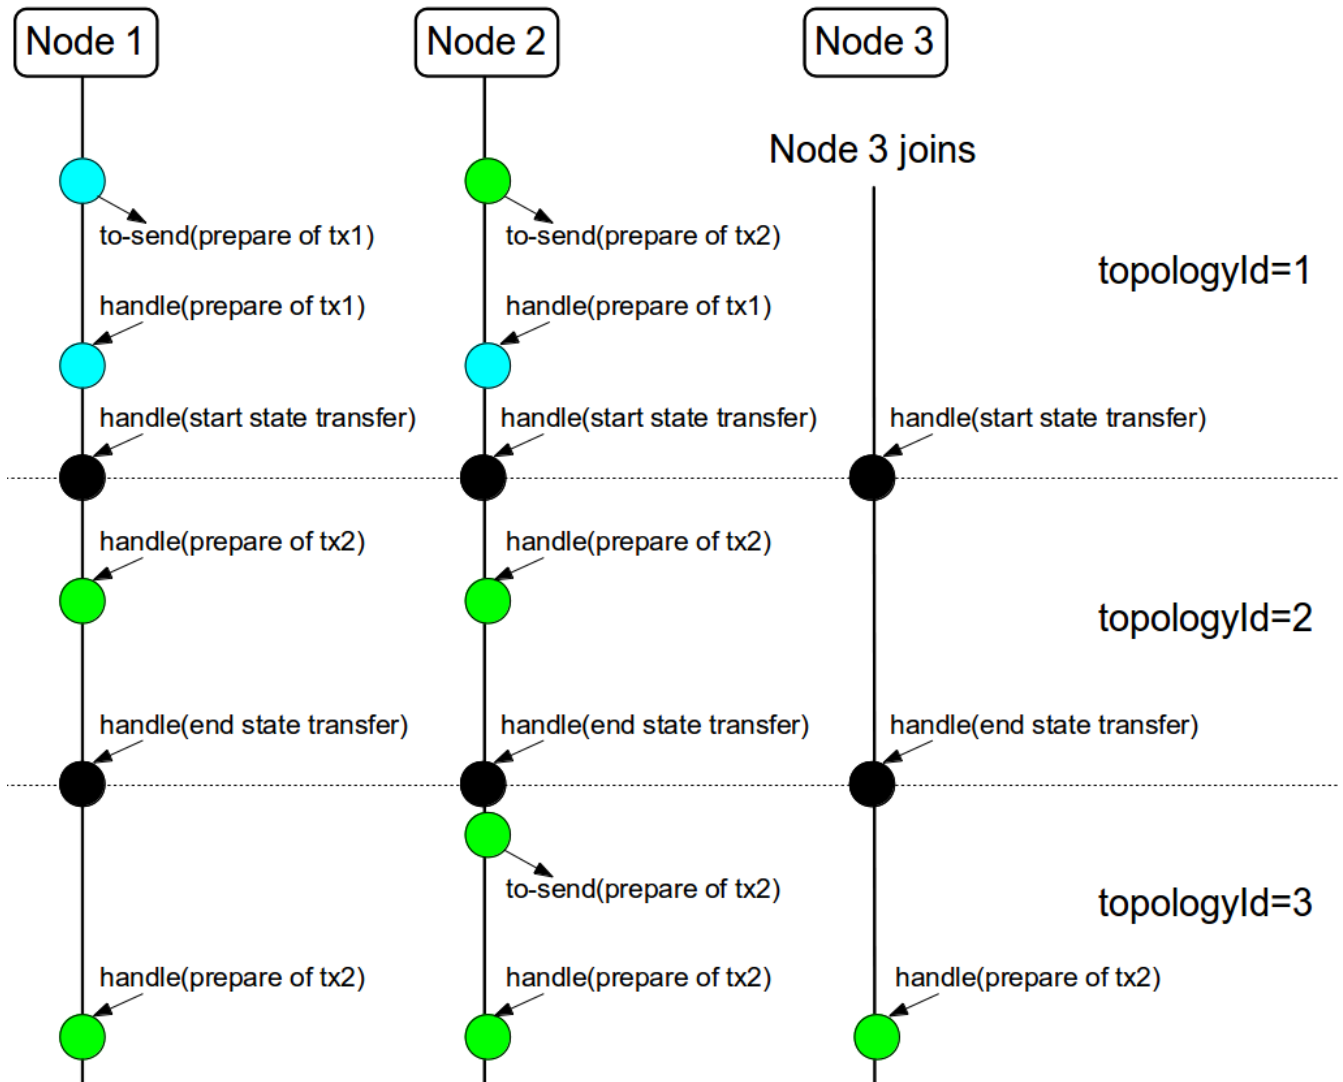 Node 1
Node 2
Node 3
Node 3 joins
to-send(prepare of tx1)
to-send(prepare of tx2)
topologyId=1
handle(prepare of tx1)
handle(prepare of tx1)
handle(start state transfer)
handle(start state transfer)
handle(start state transfer)
handle(prepare of tx2)
handle(prepare of tx2)
topologyId=2
handle(end state transfer)
handle(end state transfer)
handle(end state transfer)
to-send(prepare of tx2)
topologyId=3
handle(prepare of tx2)
handle(prepare of tx2)
handle(prepare of tx2)